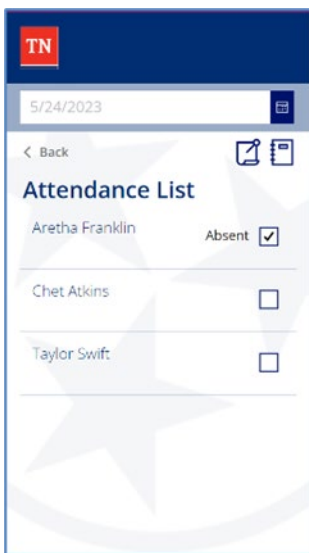 TN
5/24/2023
Back
Attendance List
Aretha Franklin Absent
Chet Atkins
Taylor Swift